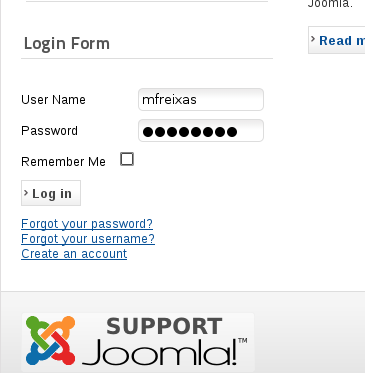 Joomla.
Read m
Login Form
User Name
mfreixas
Password
Remember Me
Log in
Forgot your password?
Forgot your username?
Create an account
SUPPORT
Joomla!™